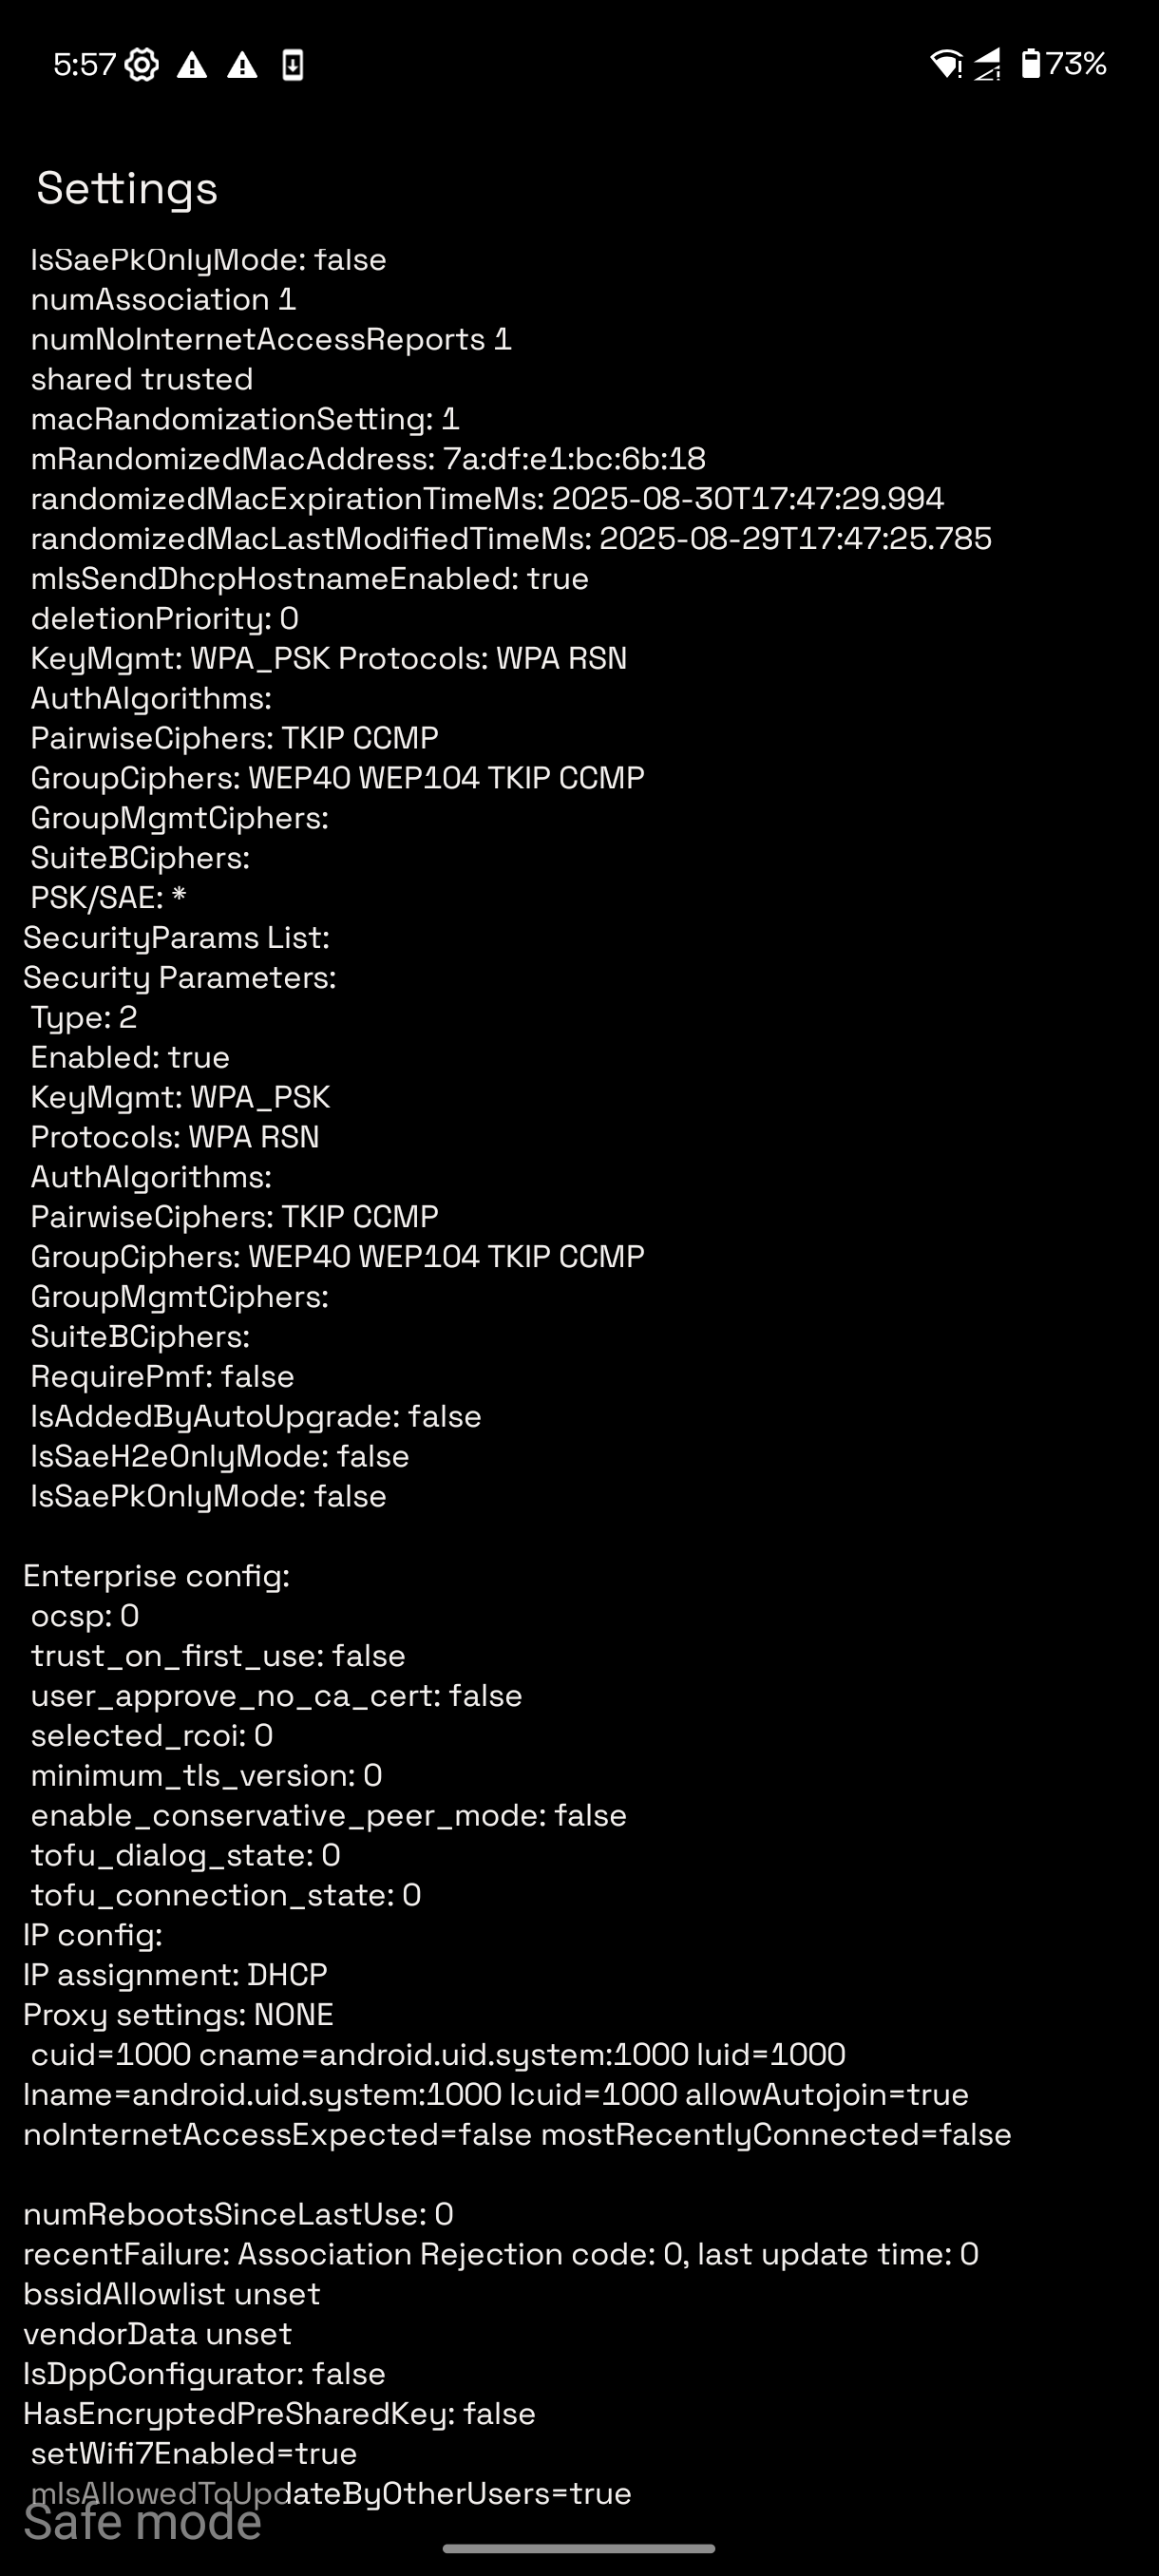 5:57 73%
Settings
IsSaePkOnlyMode: false
numAssociation 1
numNoInternetAccessReports 1
shared trusted
macRandomizationSetting: 1
mRandomizedMacAddress: 7a:df:e1:bc:6b:18
randomizedMacExpirationTimeMs: 2025-08-30T17:47:29.994
randomizedMacLastModifiedTimeMs: 2025-08-29T17:47:25.785
mIsSendDhcpHostnameEnabled: true
deletionPriority: 0
KeyMgmt: WPA_PSK Protocols: WPA RSN
AuthAlgorithms:
PairwiseCiphers: TKIP CCMP
GroupCiphers: WEP40 WEP104 TKIP CCMP
GroupMgmtCiphers:
SuiteBCiphers:
PSK/SAE: *
SecurityParams List:
Security Parameters:
Type: 2
Enabled: true
KeyMgmt: WPA_PSK
Protocols: WPA RSN
AuthAlgorithms:
PairwiseCiphers: TKIP CCMP
GroupCiphers: WEP40 WEP104 TKIP CCMP
GroupMgmtCiphers:
SuiteBCiphers:
RequirePmf: false
IsAddedByAutoUpgrade: false
IsSaeH2eOnlyMode: false
IsSaePkOnlyMode: false
Enterprise config:
ocsp: 0
trust_on_first_use: false
user_approve_no_ca_cert: false
selected_rcoi: 0
minimum_tls_version: 0
enable_conservative_peer_mode: false
tofu_dialog_state: 0
tofu_connection_state: 0
IP config:
IP assignment: DHCP
Proxy settings: NONE
cuid=1000 cname=android.uid.system:1000 luid=1000
lname=android.uid.system:1000 lcuid=1000 allowAutojoin=true
noInternetAccessExpected=false mostRecentlyConnected=false
numRebootsSinceLastUse: 0
recentFailure: Association Rejection code: 0, last update time: 0
bssidAllowlist unset
vendorData unset
IsDppConfigurator: false
HasEncryptedPreSharedKey: false
setWifi7Enabled=true
mIsAllowedToUpdateByOtherUsers=true
Safe mode